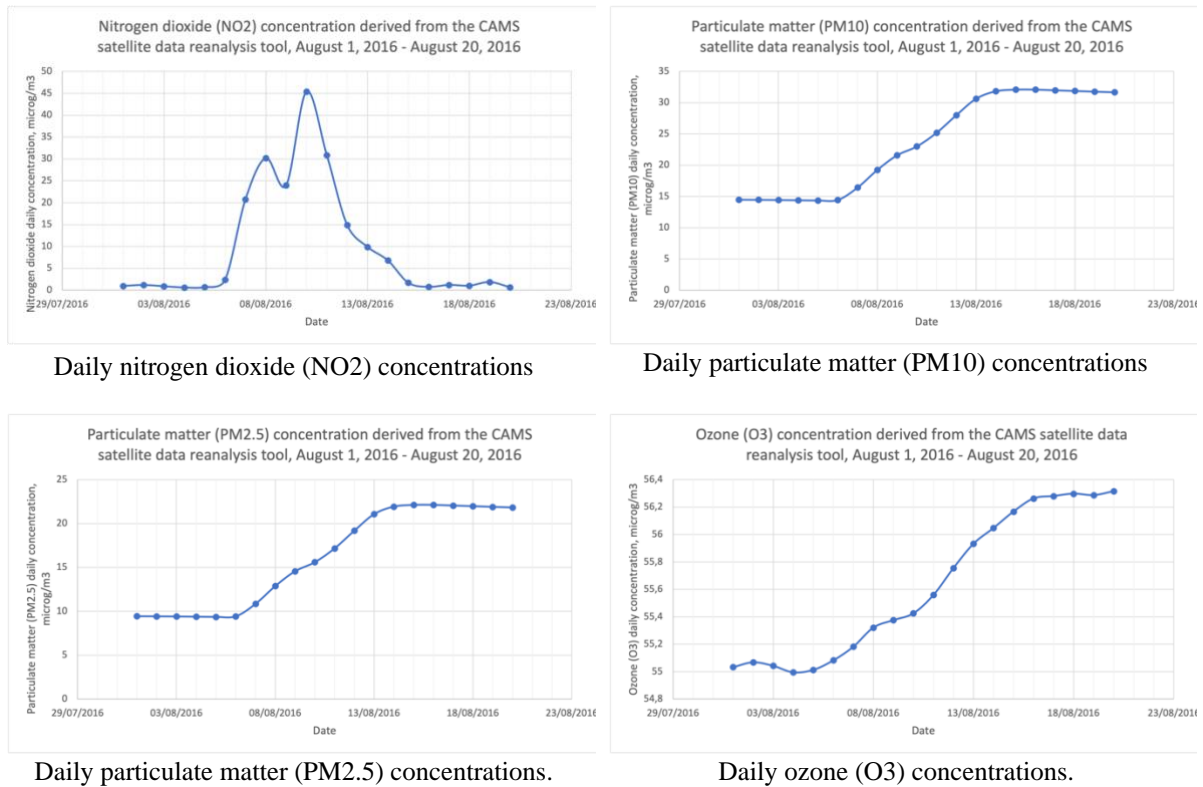 Nitrogen dioxide (NO2) concentration derived from the CAMS
satellite data reanalysis tool, August 1, 2016 - August 20, 2016
Nitrogen dioxide daily concentration, microg/m3
50
45
40
35
30
25
20
15
10
5
0
29/07/2016
03/08/2016
08/08/2016
13/08/2016
18/08/2016
23/08/2016
Date
Daily nitrogen dioxide (NO2) concentrations
Particulate matter (PM10) concentration derived from the CAMS
satellite data reanalysis tool, August 1, 2016 - August 20, 2016
Particulate matter (PM10) daily concentration,
microg/m3
35
30
25
20
15
10
5
0
29/07/2016
03/08/2016
08/08/2016
13/08/2016
18/08/2016
23/08/2016
Date
Daily particulate matter (PM10) concentrations
Particulate matter (PM2.5) concentration derived from the CAMS
satellite data reanalysis tool, August 1, 2016 - August 20, 2016
Particulate matter (PM2.5) daily concentration,
microg/m3
25
20
15
10
5
0
29/07/2016
03/08/2016
08/08/2016
13/08/2016
18/08/2016
23/08/2016
Date
Daily particulate matter (PM2.5) concentrations.
Ozone (O3) concentration derived from the CAMS satellite data
reanalysis tool, August 1, 2016 - August 20, 2016
Ozone (O3) daily concentration, microg/m3
56,4
56,2
56
55,8
55,6
55,4
55,2
55
54,8
29/07/2016
03/08/2016
08/08/2016
13/08/2016
18/08/2016
23/08/2016
Date
Daily ozone (O3) concentrations.